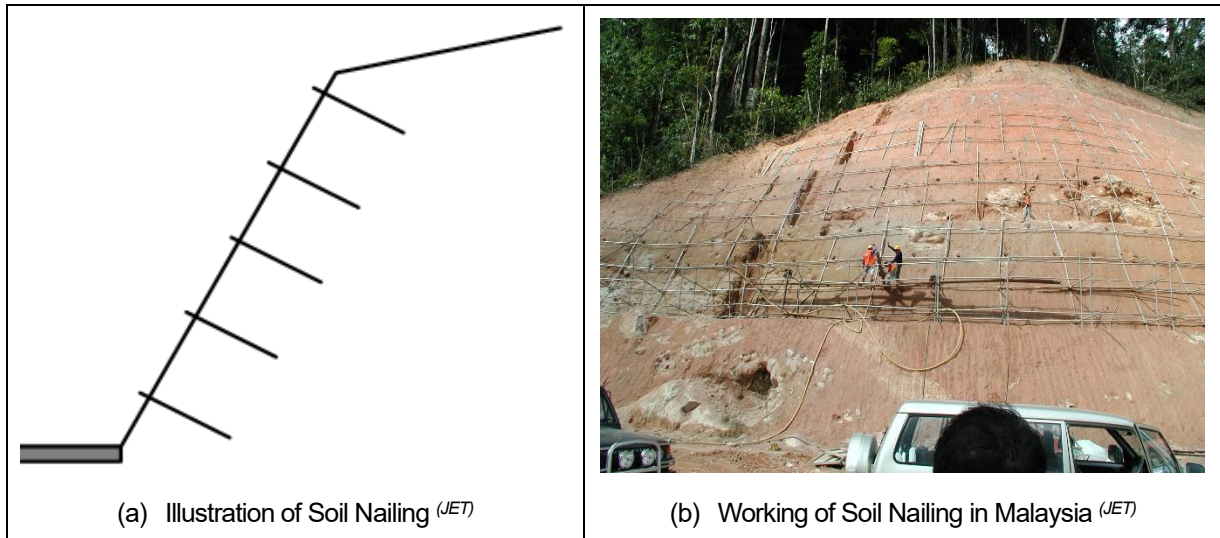 (a) Illustration of Soil Nailing (JET)
(b) Working of Soil Nailing in Malaysia (JET)